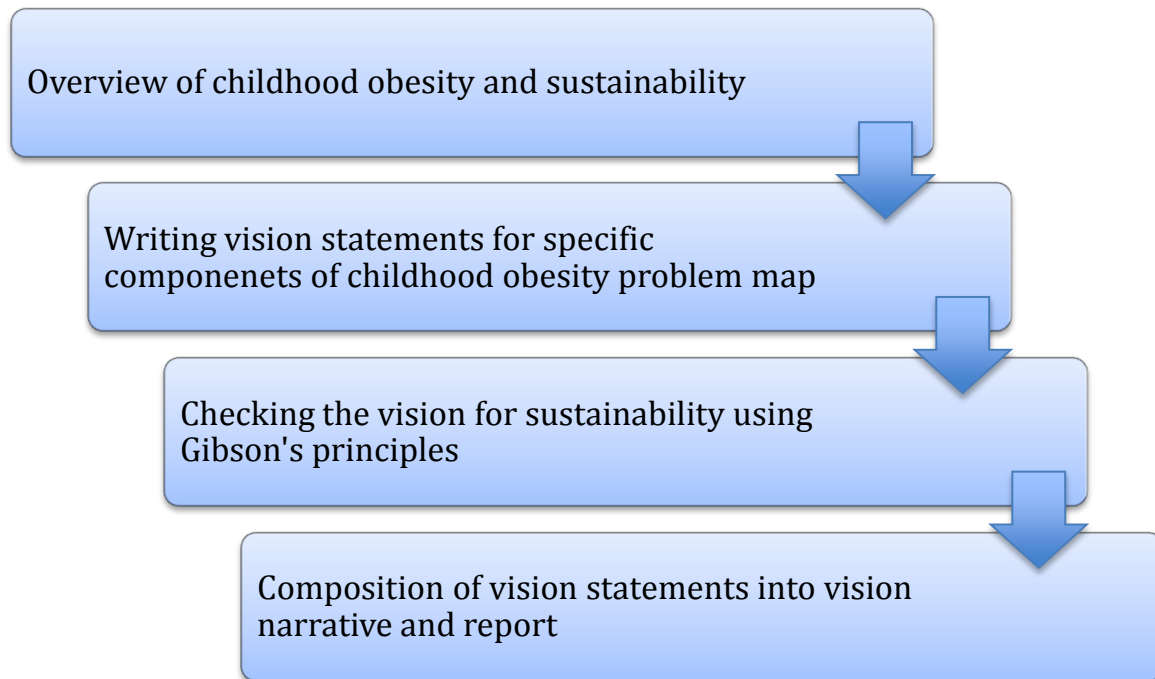 Overview of childhood obesity and sustainability
Writing vision statements for specific
componenets of childhood obesity problem map
Checking the vision for sustainability using
Gibson's principles
Composition of vision statements into vision
narrative and report